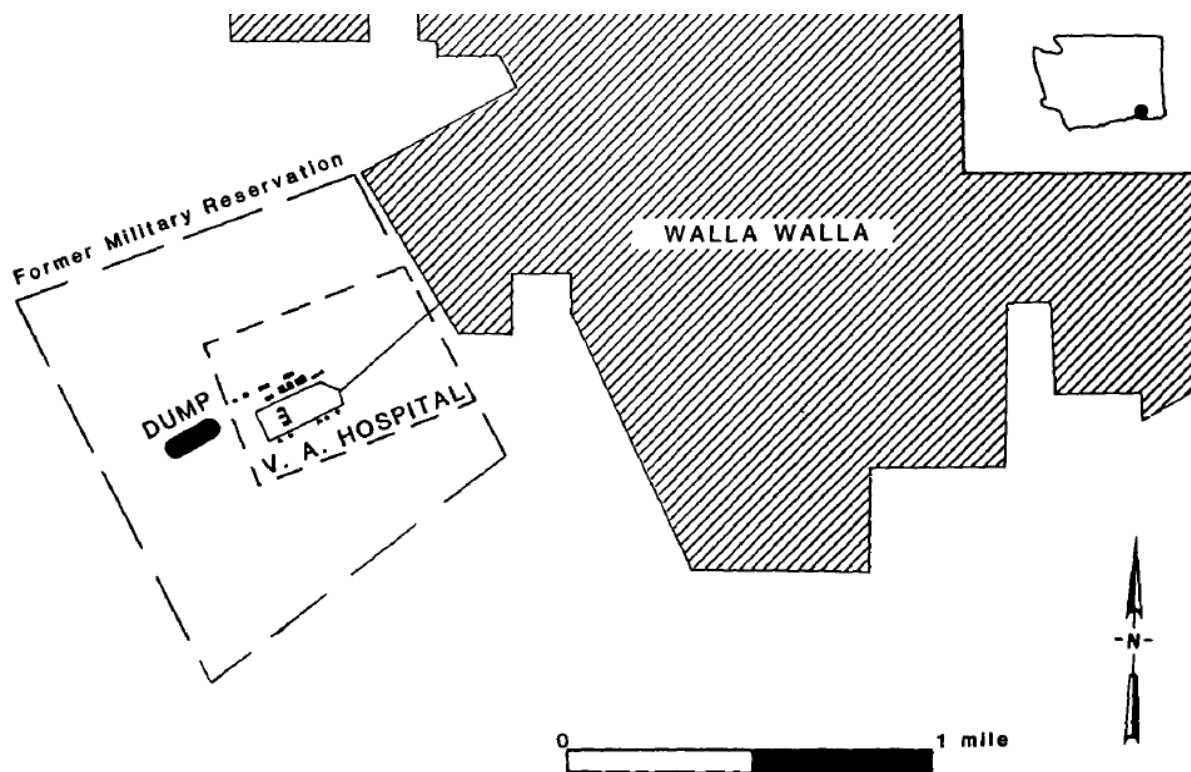 Former Military Reservation
WALLA WALLA
DUMP
V. A. HOSPITAL
-N-
0
1 mile